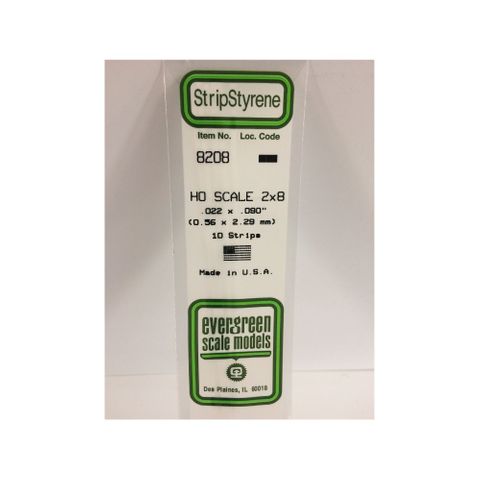 StripStyrene
Item No. Loc. Code
8208
HO SCALE 2x8
.022 x .090"
(0.56 x 2.29 mm)
10 Strips
Made in U.S.A.
evergreen
scale models
Des Plaines, IL 60018